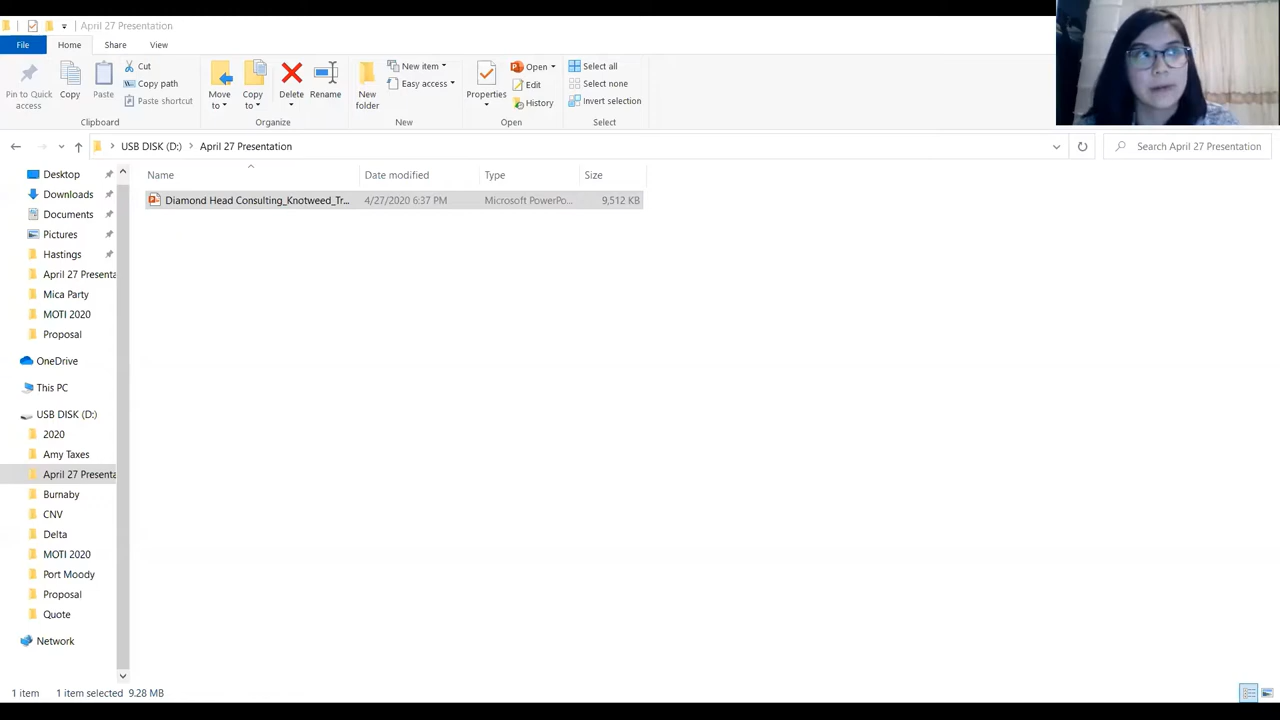 April 27 Presentation
File Home Share View
Pin to Quick access
Copy
Paste
Cut
Copy path
Paste shortcut
Clipboard
Move to
Copy to
Delete
Rename
Organize
New folder
New item
Easy access
New
Properties
Open
Edit
History
Open
Select all
Select none
Invert selection
Select
USB DISK (D:) > April 27 Presentation
Search April 27 Presentation
Name Date modified Type Size
Diamond Head Consulting_Knotweed_Tr... 4/27/2020 6:37 PM Microsoft PowerPo... 9,512 KB
Desktop
Downloads
Documents
Pictures
Hastings
April 27 Presenta
Mica Party
MOTI 2020
Proposal
OneDrive
This PC
USB DISK (D:)
2020
Amy Taxes
April 27 Presenta
Burnaby
CNV
Delta
MOTI 2020
Port Moody
Proposal
Quote
Network
1 item 1 item selected 9.28 MB